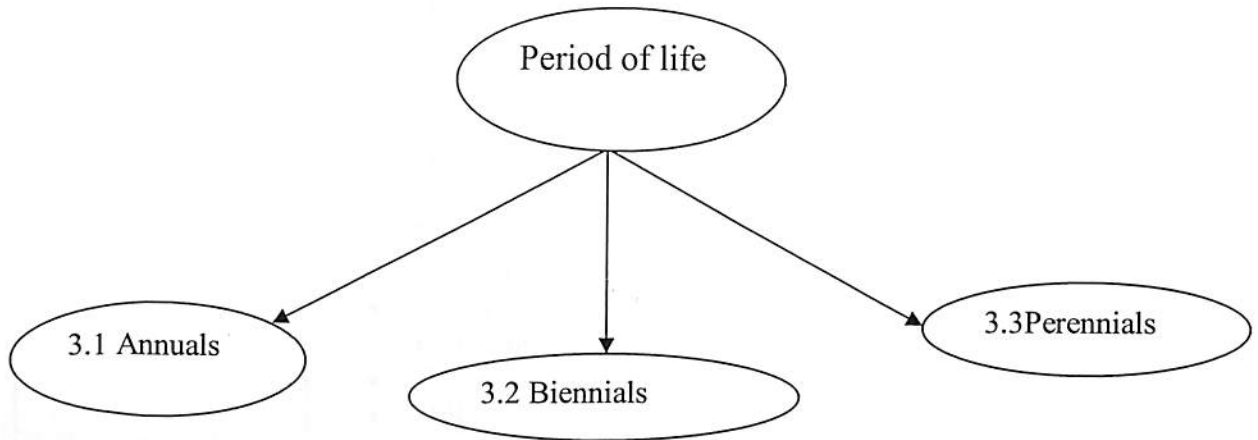 Period of life
3.1 Annuals
3.2 Biennials
3.3Perennials